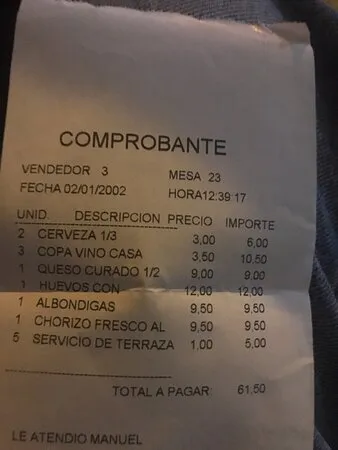 COMPROBANTE
VENDEDOR 3 MESA 23
FECHA 02/01/2002 HORA12:39:17
UNID. DESCRIPCION PRECIO IMPORTE
2 CERVEZA 1/3 3,00 6,00
3 COPA VINO CASA 3,50 10,50
1 QUESO CURADO 1/2 9,00 9,00
1 HUEVOS CON 12,00 12,00
1 ALBONDIGAS 9,50 9,50
1 CHORIZO FRESCO AL 9,50 9,50
5 SERVICIO DE TERRAZA 1,00 5,00
TOTAL A PAGAR: 61,50
LE ATENDIO MANUEL